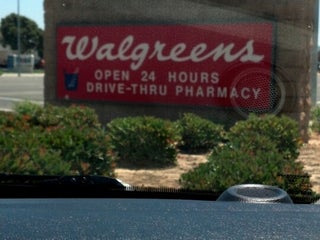 Walgreens
OPEN 24 HOURS
DRIVE-THRU PHARMACY